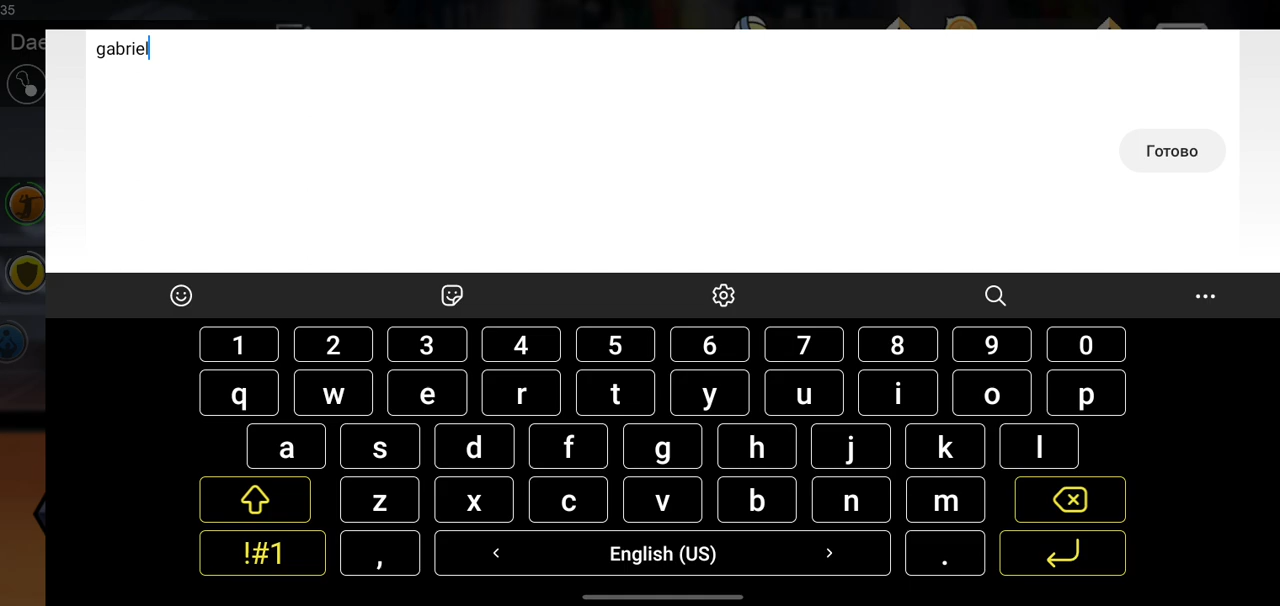 35
Dae
gabriel
Готово
1 2 3 4 5 6 7 8 9 0
q w e r t y u i o p
a s d f g h j k l
z x c v b n m
!#1 , < English (US) > .